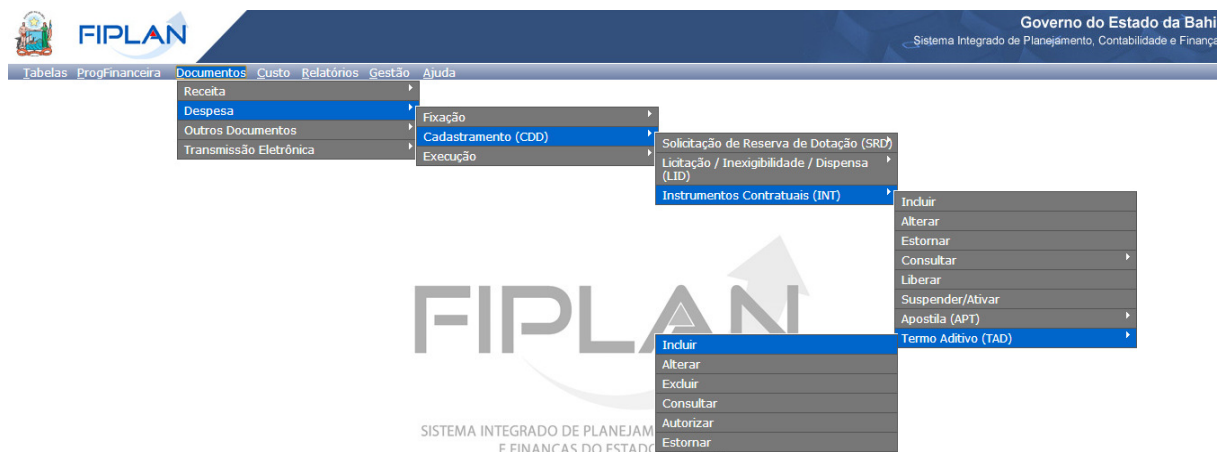 FIPLAN
Governo do Estado da Bahi
Sistema Integrado de Planejamento, Contabilidade e Finança
Tabelas ProgFinanceira Documentos Custo Relatórios Gestão Ajuda
Receita
Despesa
Outros Documentos
Transmissão Eletrônica
Fixação
Cadastramento (CDD)
Execução
Solicitação de Reserva de Dotação (SRD)
Licitação / Inexigibilidade / Dispensa
(LID)
Instrumentos Contratuais (INT)
Incluir
Alterar
Estornar
Consultar
Liberar
Suspender/Ativar
Apostila (APT)
Termo Aditivo (TAD)
Incluir
Alterar
Excluir
Consultar
Autorizar
Estornar
FIPLAN
SISTEMA INTEGRADO DE PLANEJAM
E FINANÇAS DO ESTADO